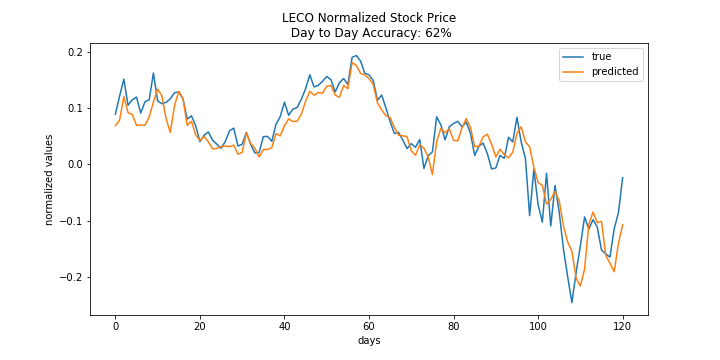 LECO Normalized Stock Price
Day to Day Accuracy: 62%
true
predicted
normalized values
0.2
0.1
0.0
−0.1
−0.2
0
20
40
60
80
100
120
days